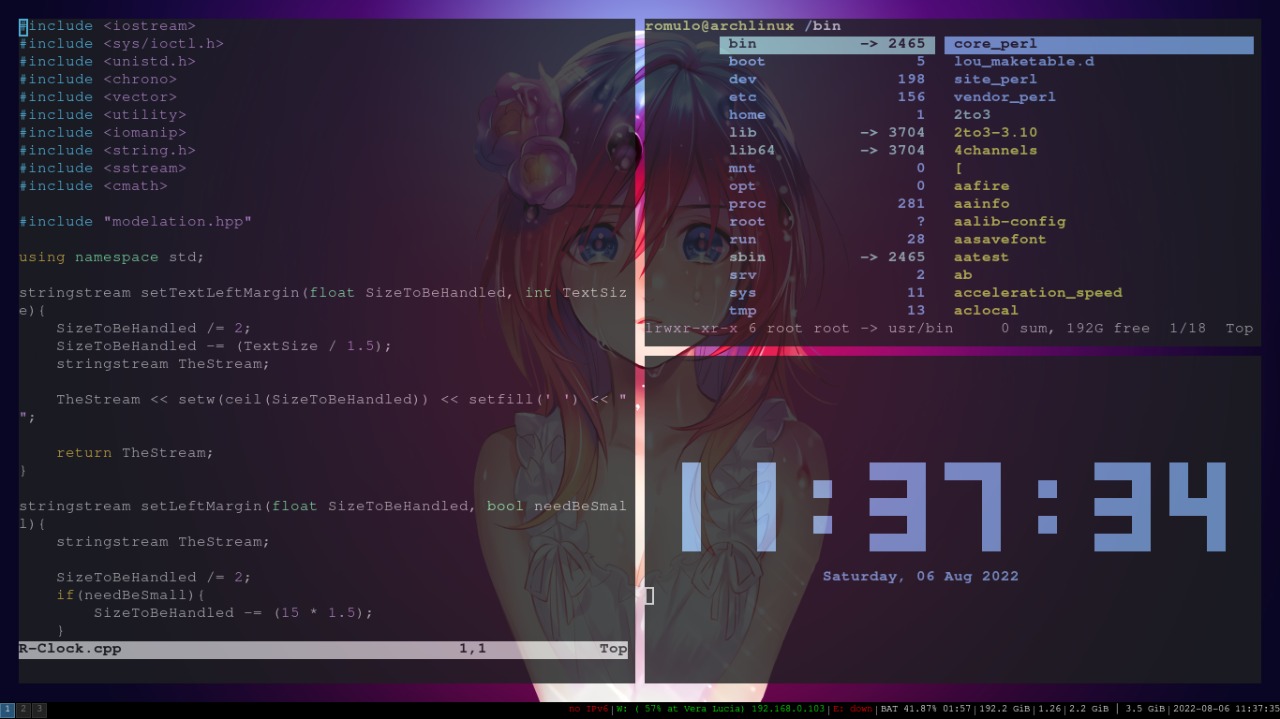 #include <iostream>
#include <sys/ioctl.h>
#include <unistd.h>
#include <chrono>
#include <vector>
#include <utility>
#include <iomanip>
#include <string.h>
#include <sstream>
#include <cmath>
#include "modelation.hpp"
using namespace std;
stringstream setTextLeftMargin(float SizeToBeHandled, int TextSiz
e){
    SizeToBeHandled /= 2;
    SizeToBeHandled -= (TextSize / 1.5);
    stringstream TheStream;
    TheStream << setw(ceil(SizeToBeHandled)) << setfill(' ') << "
";
    return TheStream;
}
stringstream setLeftMargin(float SizeToBeHandled, bool needBeSmal
l){
    stringstream TheStream;
    SizeToBeHandled /= 2;
    if(needBeSmall){
        SizeToBeHandled -= (15 * 1.5);
    }
R-Clock.cpp 1,1 Top
romulo@archlinux /bin
bin -> 2465 core_perl
boot 5 lou_maketable.d
dev 198 site_perl
etc 156 vendor_perl
home 1 2to3
lib -> 3704 2to3-3.10
lib64 -> 3704 4channels
mnt 0 [
opt 0 aafire
proc 281 aainfo
root ? aalib-config
run 28 aasavefont
sbin -> 2465 aatest
srv 2 ab
sys 11 acceleration_speed
tmp 13 aclocal
lrwxr-xr-x 6 root root -> usr/bin 0 sum, 192G free 1/18 Top
11:37:34
Saturday, 06 Aug 2022
1 2 3
no IPv6|W: ( 57% at Vera Lucia) 192.168.0.103|E: down|BAT 41.87% 01:57|192.2 GiB|1.26|2.2 GiB | 3.5 GiB|2022-08-06 11:37:35